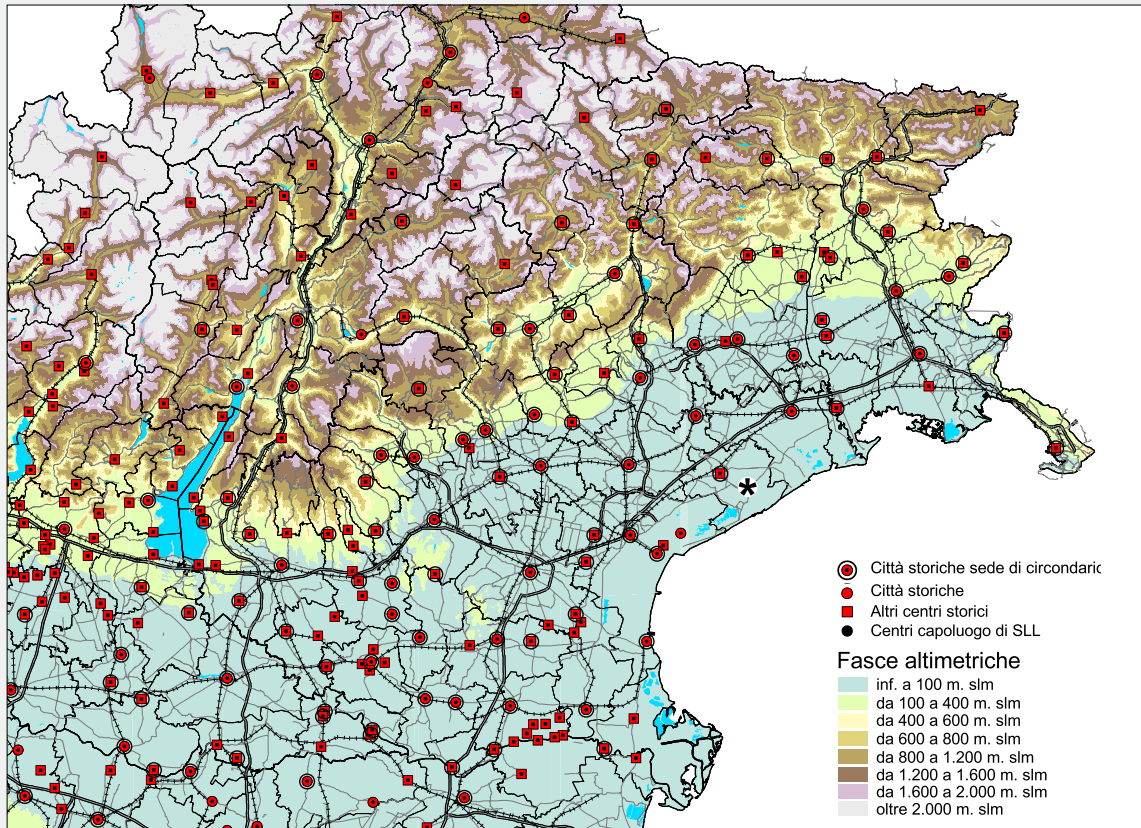 Città storiche sede di circondaric
Città storiche
Altri centri storici
Centri capoluogo di SLL
Fasce altimetriche
inf. a 100 m. slm
da 100 a 400 m. slm
da 400 a 600 m. slm
da 600 a 800 m. slm
da 800 a 1.200 m. slm
da 1.200 a 1.600 m. slm
da 1.600 a 2.000 m. slm
oltre 2.000 m. slm